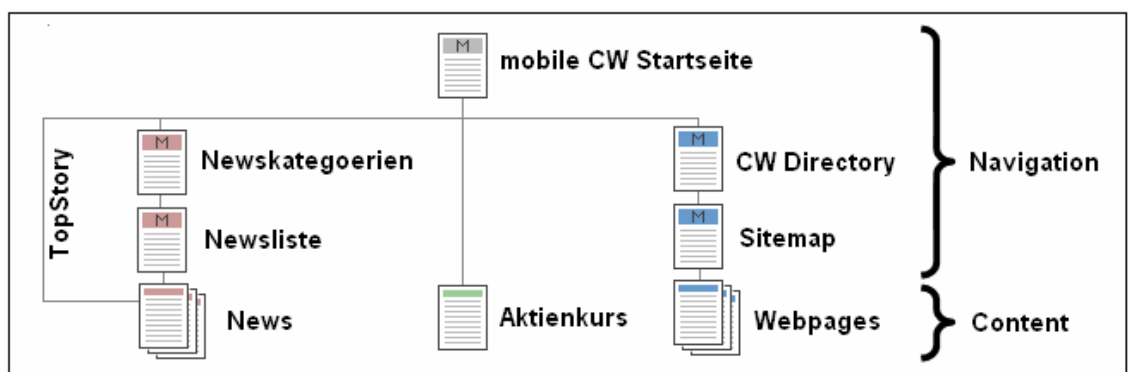 M
mobile CW Startseite
TopStory
M
Newskategoerien
M
CW Directory
Navigation
M
Newsliste
M
Sitemap
News
Aktienkurs
Webpages
Content